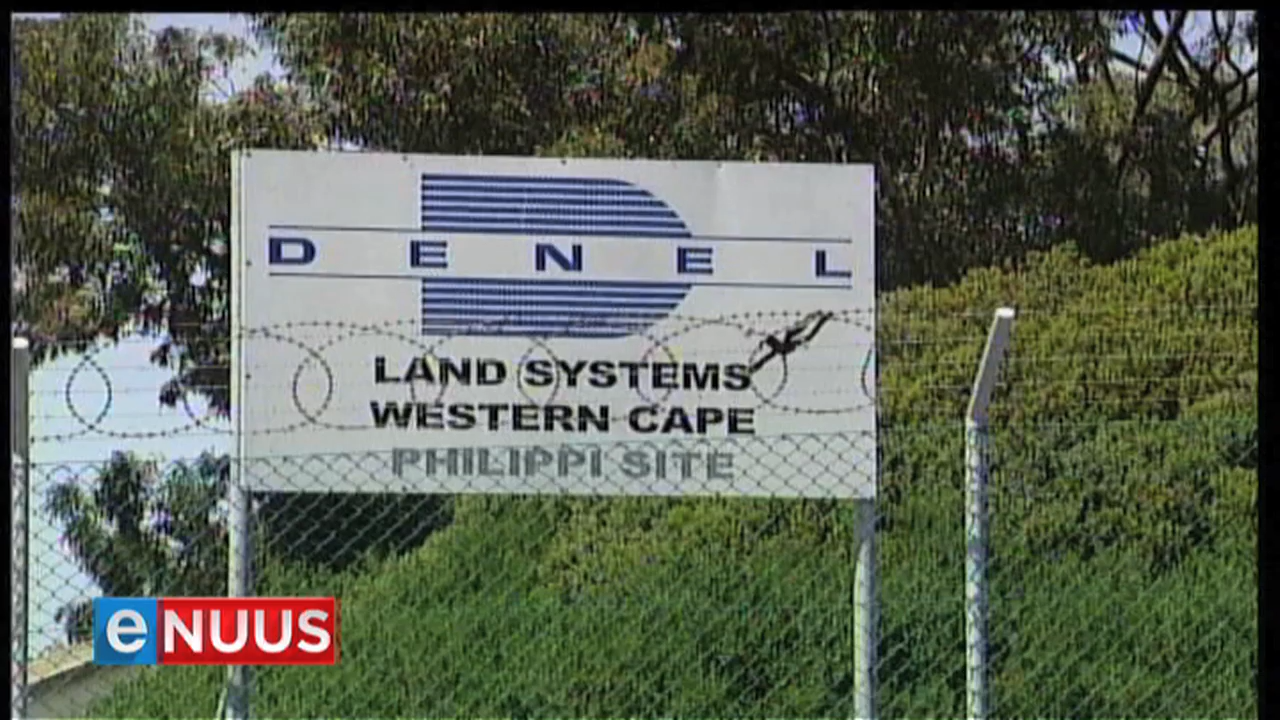 DENEL
LAND SYSTEMS
WESTERN CAPE
PHILIPPI SITE
eNUUS